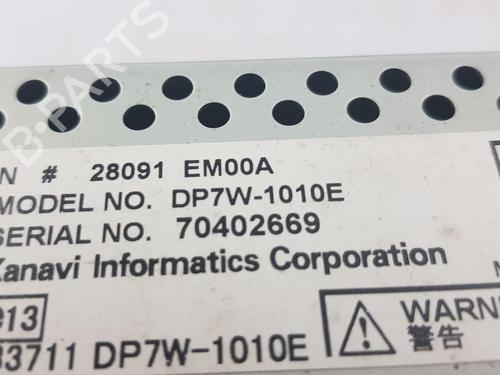 B-PARTS
N # 28091 EM00A
MODEL NO. DP7W-1010E
SERIAL NO. 70402669
Xanavi Informatics Corporation
913
33711 DP7W-1010E
WARN
警告